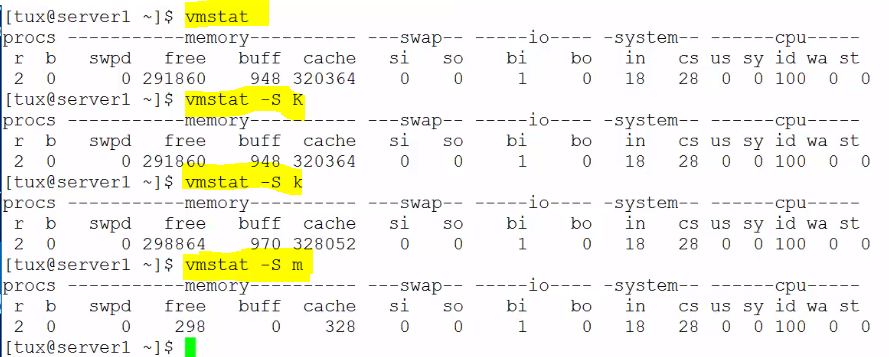 [tux@server1 ~]$ vmstat
procs -----------memory---------- ---swap-- -----io---- -system-- ------cpu-----
 r  b   swpd   free   buff  cache   si   so    bi    bo   in   cs us sy id wa st
 2  0      0 291860    948 320364    0    0     1     0   18   28  0  0 100  0  0
[tux@server1 ~]$ vmstat -S K
procs -----------memory---------- ---swap-- -----io---- -system-- ------cpu-----
 r  b   swpd   free   buff  cache   si   so    bi    bo   in   cs us sy id wa st
 2  0      0 291860    948 320364    0    0     1     0   18   28  0  0 100  0  0
[tux@server1 ~]$ vmstat -S k
procs -----------memory---------- ---swap-- -----io---- -system-- ------cpu-----
 r  b   swpd   free   buff  cache   si   so    bi    bo   in   cs us sy id wa st
 2  0      0 298864    970 328052    0    0     1     0   18   28  0  0 100  0  0
[tux@server1 ~]$ vmstat -S m
procs -----------memory---------- ---swap-- -----io---- -system-- ------cpu-----
 r  b   swpd   free   buff  cache   si   so    bi    bo   in   cs us sy id wa st
 2  0      0    298      0    328    0    0     1     0   18   28  0  0 100  0  0
[tux@server1 ~]$